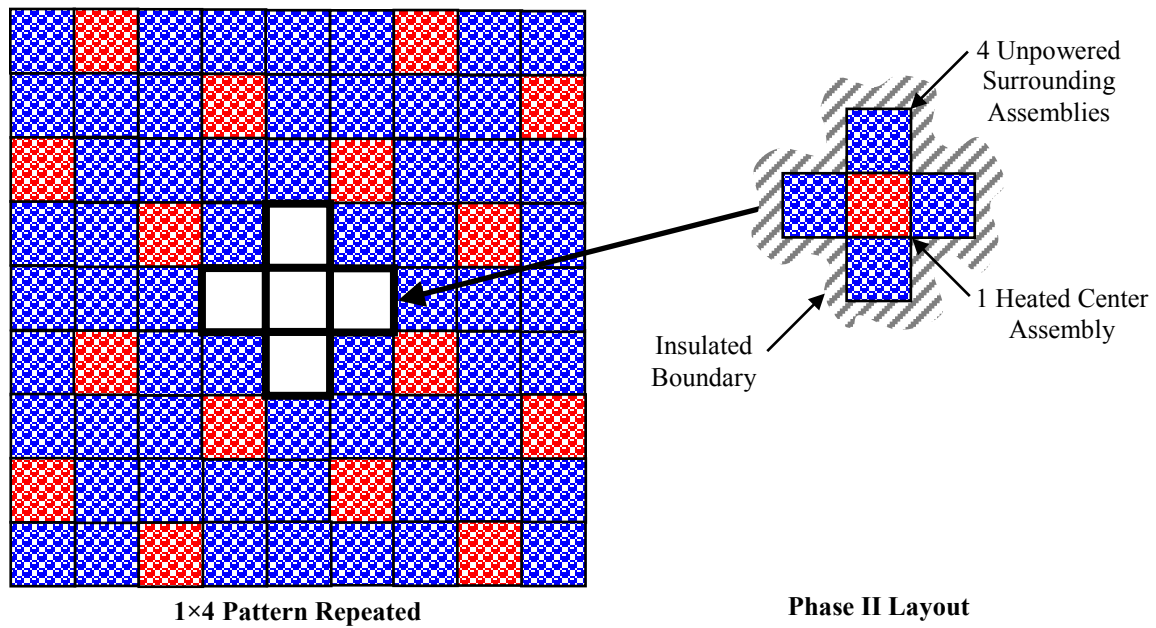 4 Unpowered
Surrounding
Assemblies
1 Heated Center
Assembly
Insulated
Boundary
1×4 Pattern Repeated
Phase II Layout